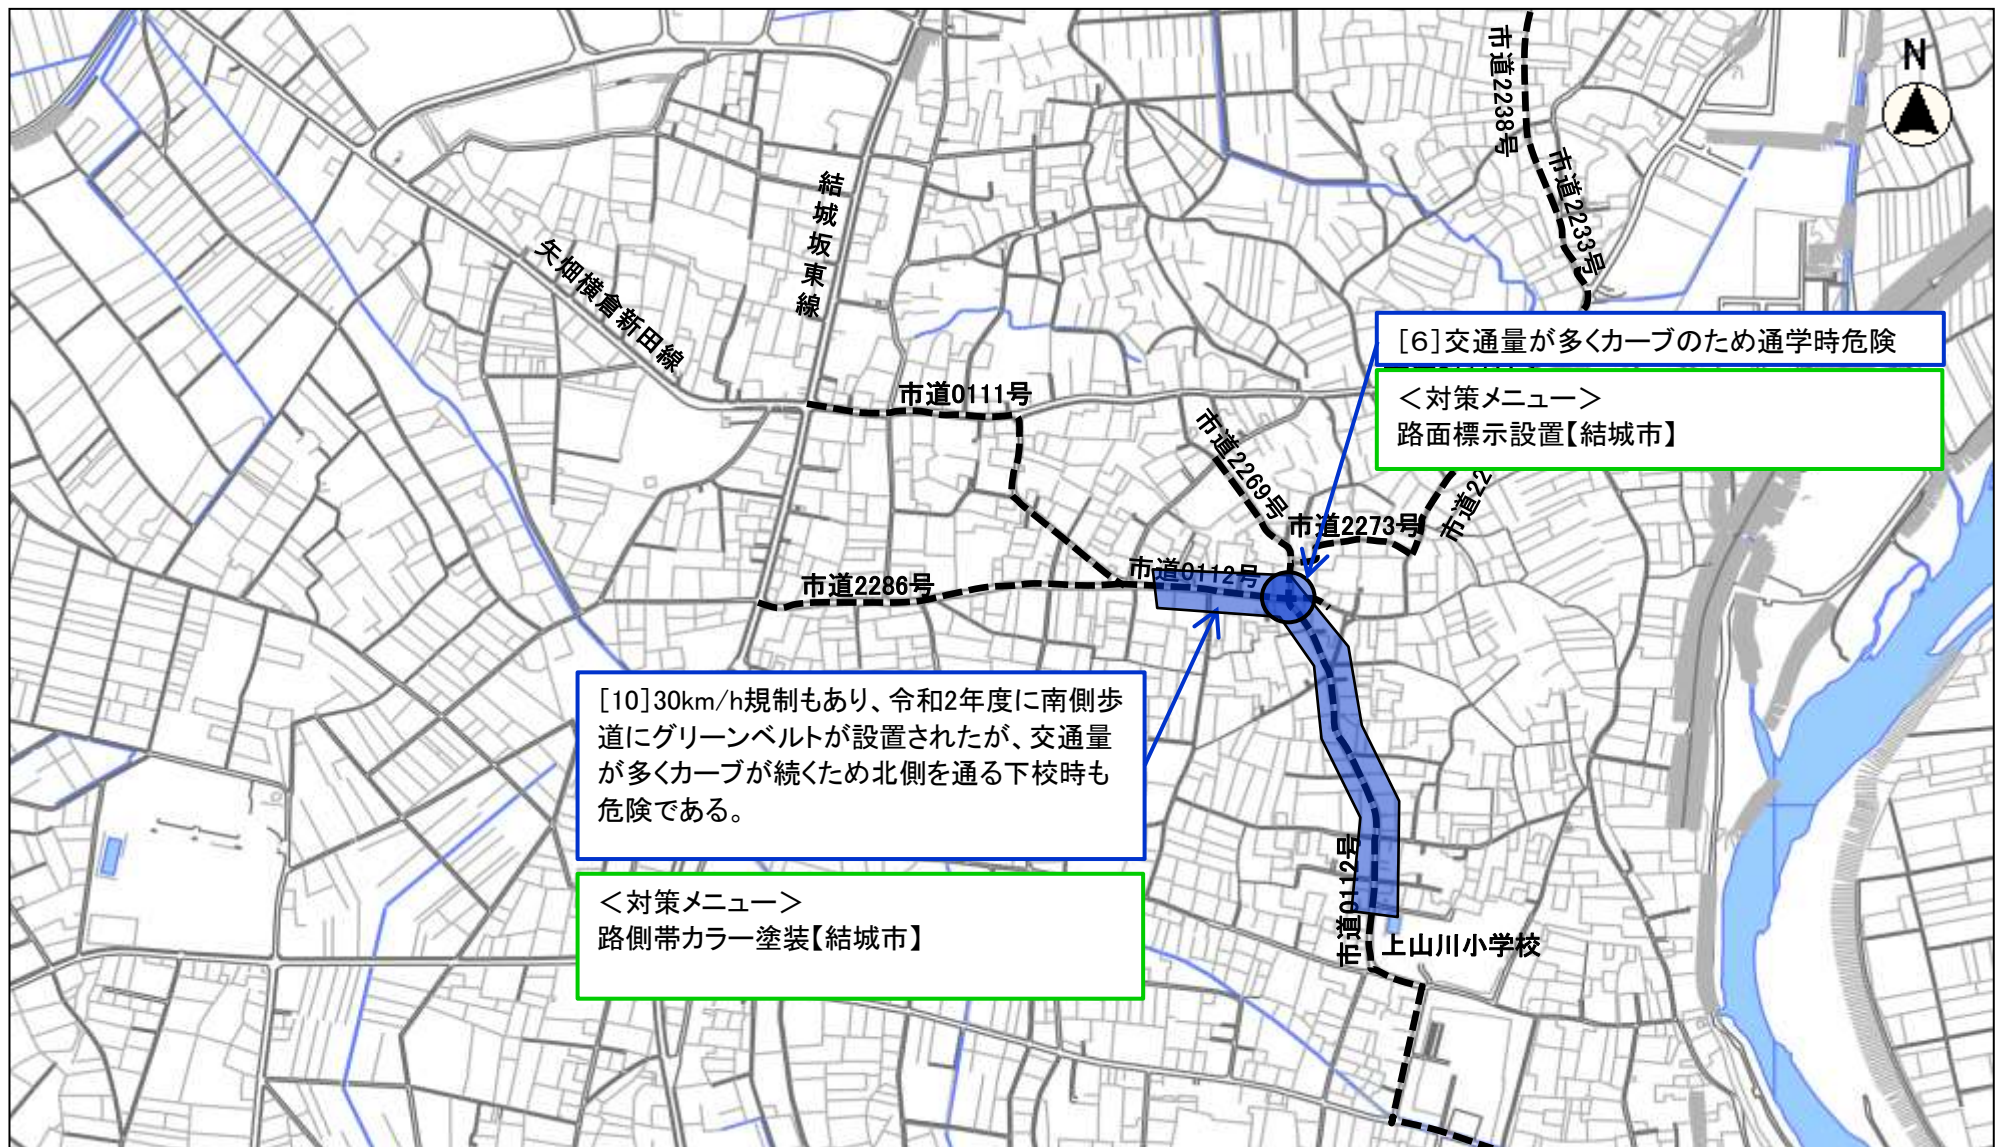 市道2238号
N
市道2233号
結城坂東線
矢畑横倉新田線
[6]交通量が多くカーブのため通学時危険
<対策メニュー>
路面標示設置【結城市】
市道0111号
市道2269号
市道2273号
市道22
市道0112号
市道2286号
[10]30km/h規制もあり、令和2年度に南側歩
道にグリーンベルトが設置されたが、交通量
が多くカーブが続くため北側を通る下校時も
危険である。
<対策メニュー>
路側帯カラー塗装【結城市】
市道0112号
上山川小学校